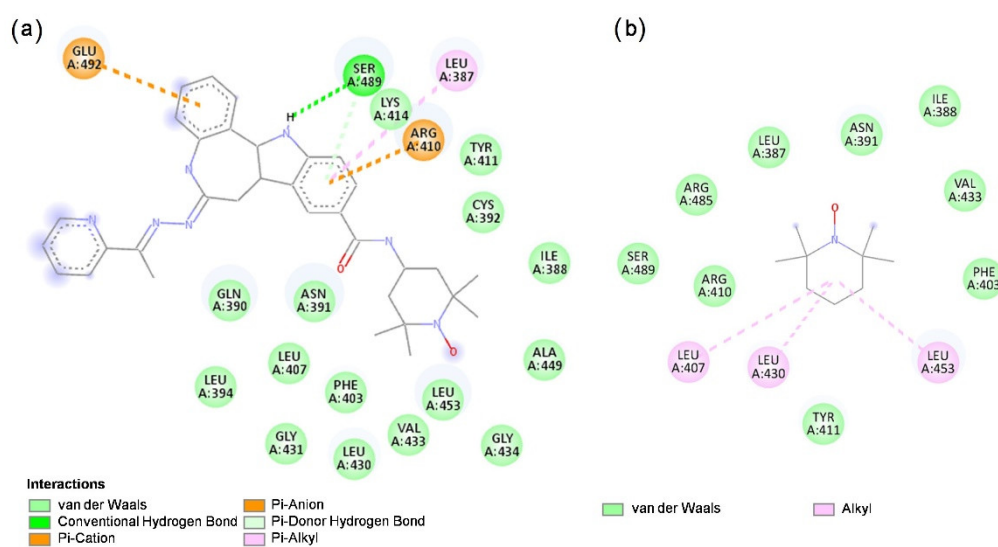 (a)
GLU
A:492
SER
A:489
LEU
A:387
LYS
A:414
ARG
A:410
TYR
A:411
CYS
A:392
H
N
N
N
N
N
N
O
ILE
A:388
GLN
A:390
ASN
A:391
N
O
LEU
A:407
ALA
A:449
LEU
A:394
PHE
A:403
LEU
A:453
GLY
A:431
LEU
A:430
VAL
A:433
GLY
A:434
Interactions
van der Waals
Conventional Hydrogen Bond
Pi-Cation
Pi-Anion
Pi-Donor Hydrogen Bond
Pi-Alkyl
(b)
ILE
A:388
ASN
A:391
LEU
A:387
ARG
A:485
VAL
A:433
O
N
SER
A:489
ARG
A:410
PHE
A:403
LEU
A:407
LEU
A:430
LEU
A:453
TYR
A:411
van der Waals
Alkyl